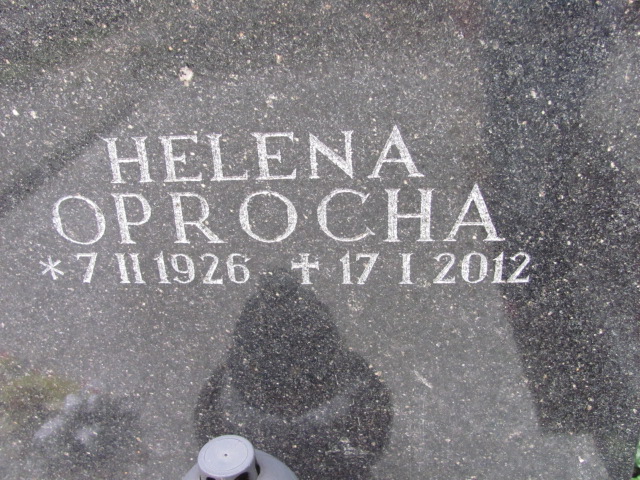 HELENA
OPROCHA
* 7 II 1926 ✝ 17 I 2012